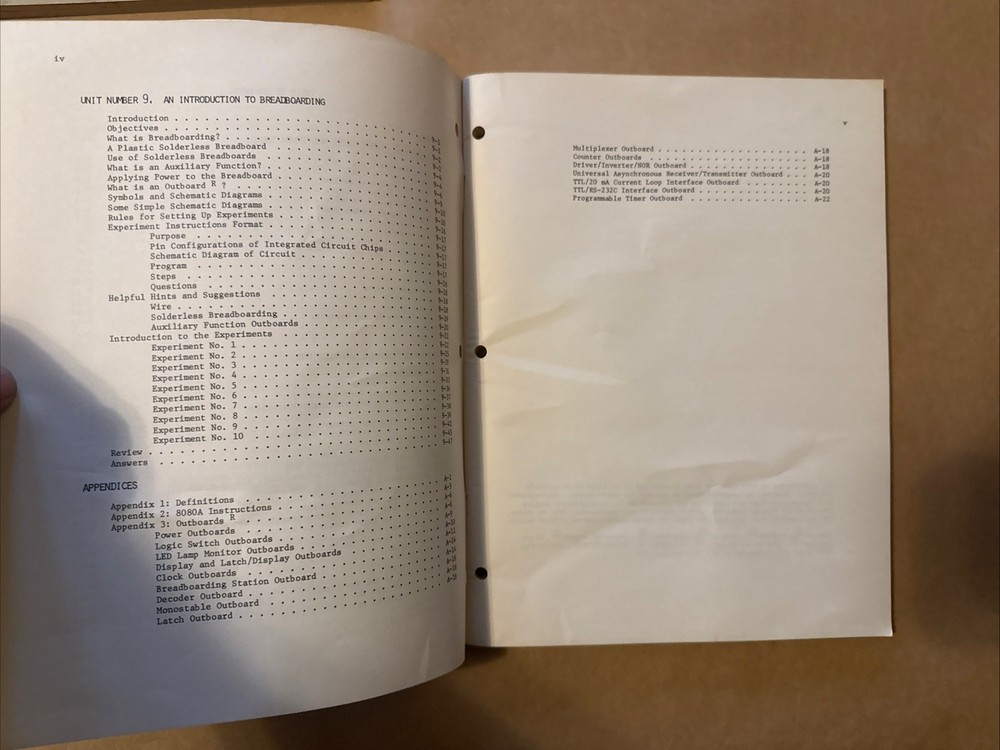 iv
UNIT NUMBER 9. AN INTRODUCTION TO BREADBOARDING
Introduction
Objectives
What is Breadboarding?
A Plastic Solderless Breadboard
Use of Solderless Breadboards
What is an Auxiliary Function?
Applying Power to the Breadboard
What is an Outboard R ?
Symbols and Schematic Diagrams
Some Simple Schematic Diagrams
Rules for Setting Up Experiments
Experiment Instructions Format
Purpose
Pin Configurations of Integrated Circuit Chips
Schematic Diagram of Circuit
Program
Steps
Questions
Helpful Hints and Suggestions
Wire
Solderless Breadboarding
Auxiliary Function Outboards
Introduction to the Experiments
Experiment No. 1
Experiment No. 2
Experiment No. 3
Experiment No. 4
Experiment No. 5
Experiment No. 6
Experiment No. 7
Experiment No. 8
Experiment No. 9
Experiment No. 10
Review
Answers
APPENDICES
Appendix 1: Definitions
Appendix 2: 8080A Instructions
Appendix 3: Outboards R
Power Outboards
Logic Switch Outboards
LED Lamp Monitor Outboards
Display and Latch/Display Outboards
Clock Outboards
Breadboarding Station Outboard
Decoder Outboard
Monostable Outboard
Latch Outboard
v
Multiplexer Outboard . . . . . . . . . . . . . . . . . . A-18
Counter Outboards . . . . . . . . . . . . . . . . . . . A-18
Driver/Inverter/NOR Outboard . . . . . . . . . . . . . . A-18
Universal Asynchronous Receiver/Transmitter Outboard . . . A-20
TTL/20 mA Current Loop Interface Outboard . . . . . . . A-20
TTL/RS-232C Interface Outboard . . . . . . . . . . . . . A-20
Programmable Timer Outboard . . . . . . . . . . . . . . A-22